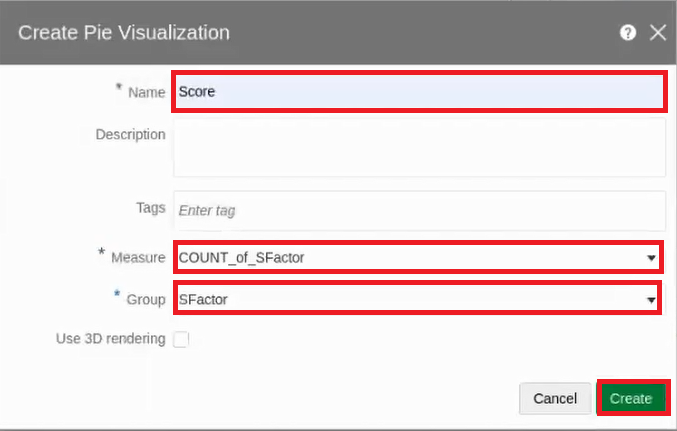 Create Pie Visualization ?
* Name Score
Description
Tags Enter tag
* Measure COUNT_of_SFactor
* Group SFactor
Use 3D rendering
Cancel Create